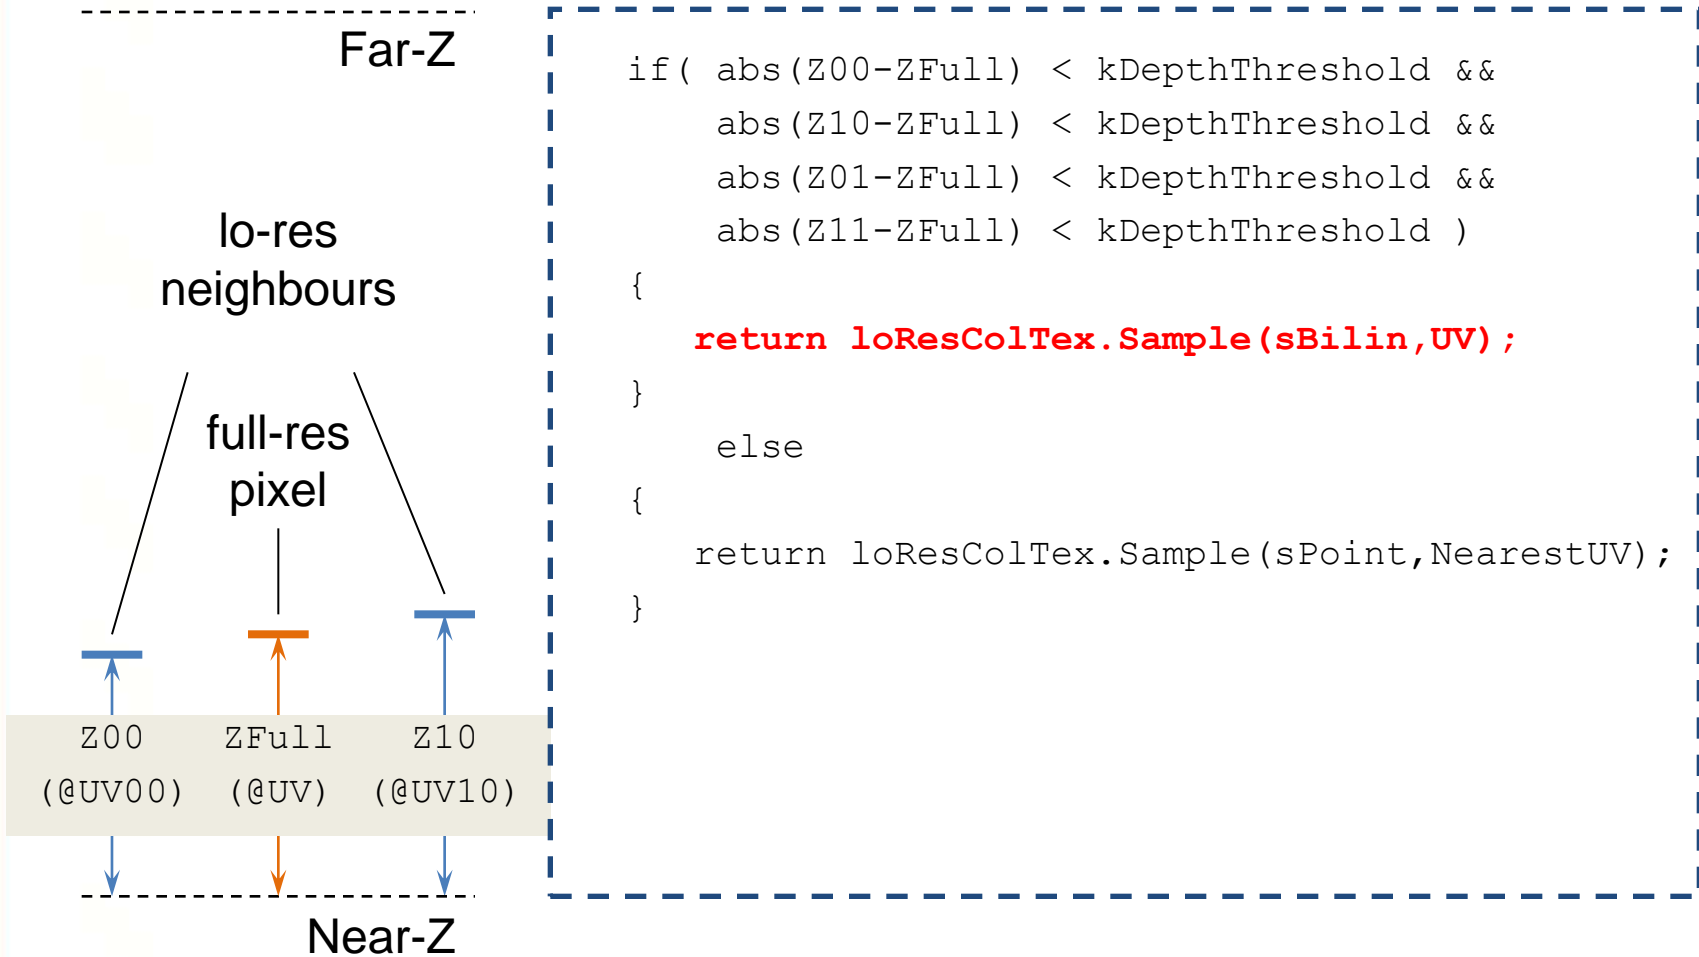 Far-Z
lo-res
neighbours
full-res
pixel
Z00 ZFull Z10
(@UV00) (@UV) (@UV10)
Near-Z
if( abs(Z00-ZFull) < kDepthThreshold &&
abs(Z10-ZFull) < kDepthThreshold &&
abs(Z01-ZFull) < kDepthThreshold &&
abs(Z11-ZFull) < kDepthThreshold )
{
return loResColTex.Sample(sBilin,UV);
}
else
{
return loResColTex.Sample(sPoint,NearestUV);
}